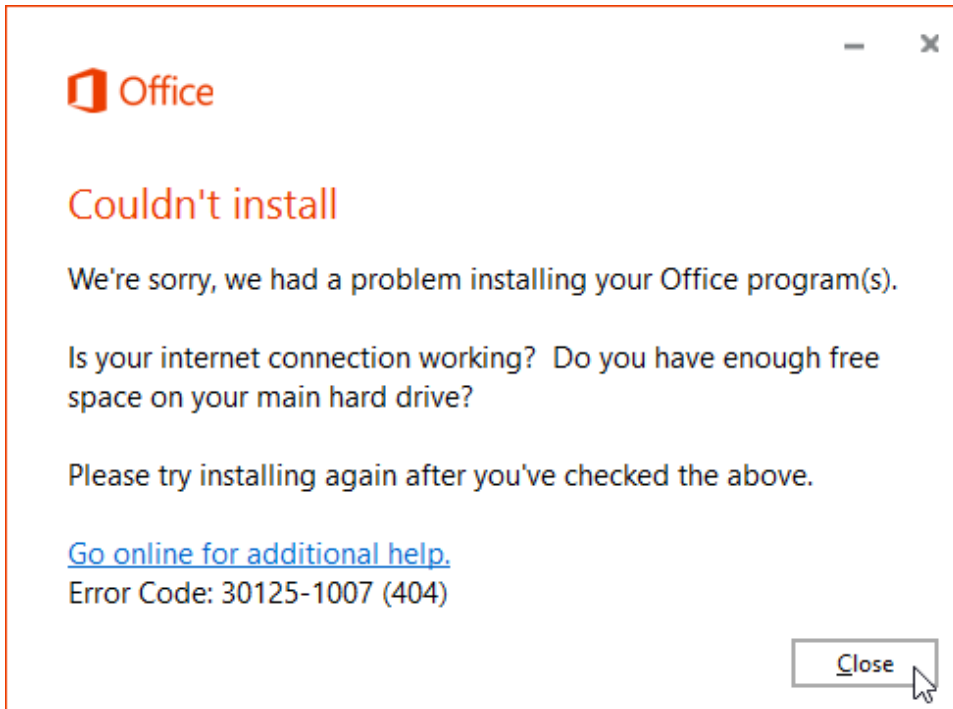 Office
Couldn't install
We're sorry, we had a problem installing your Office program(s).
Is your internet connection working?  Do you have enough free
space on your main hard drive?
Please try installing again after you've checked the above.
Go online for additional help.
Error Code: 30125-1007 (404)
Close